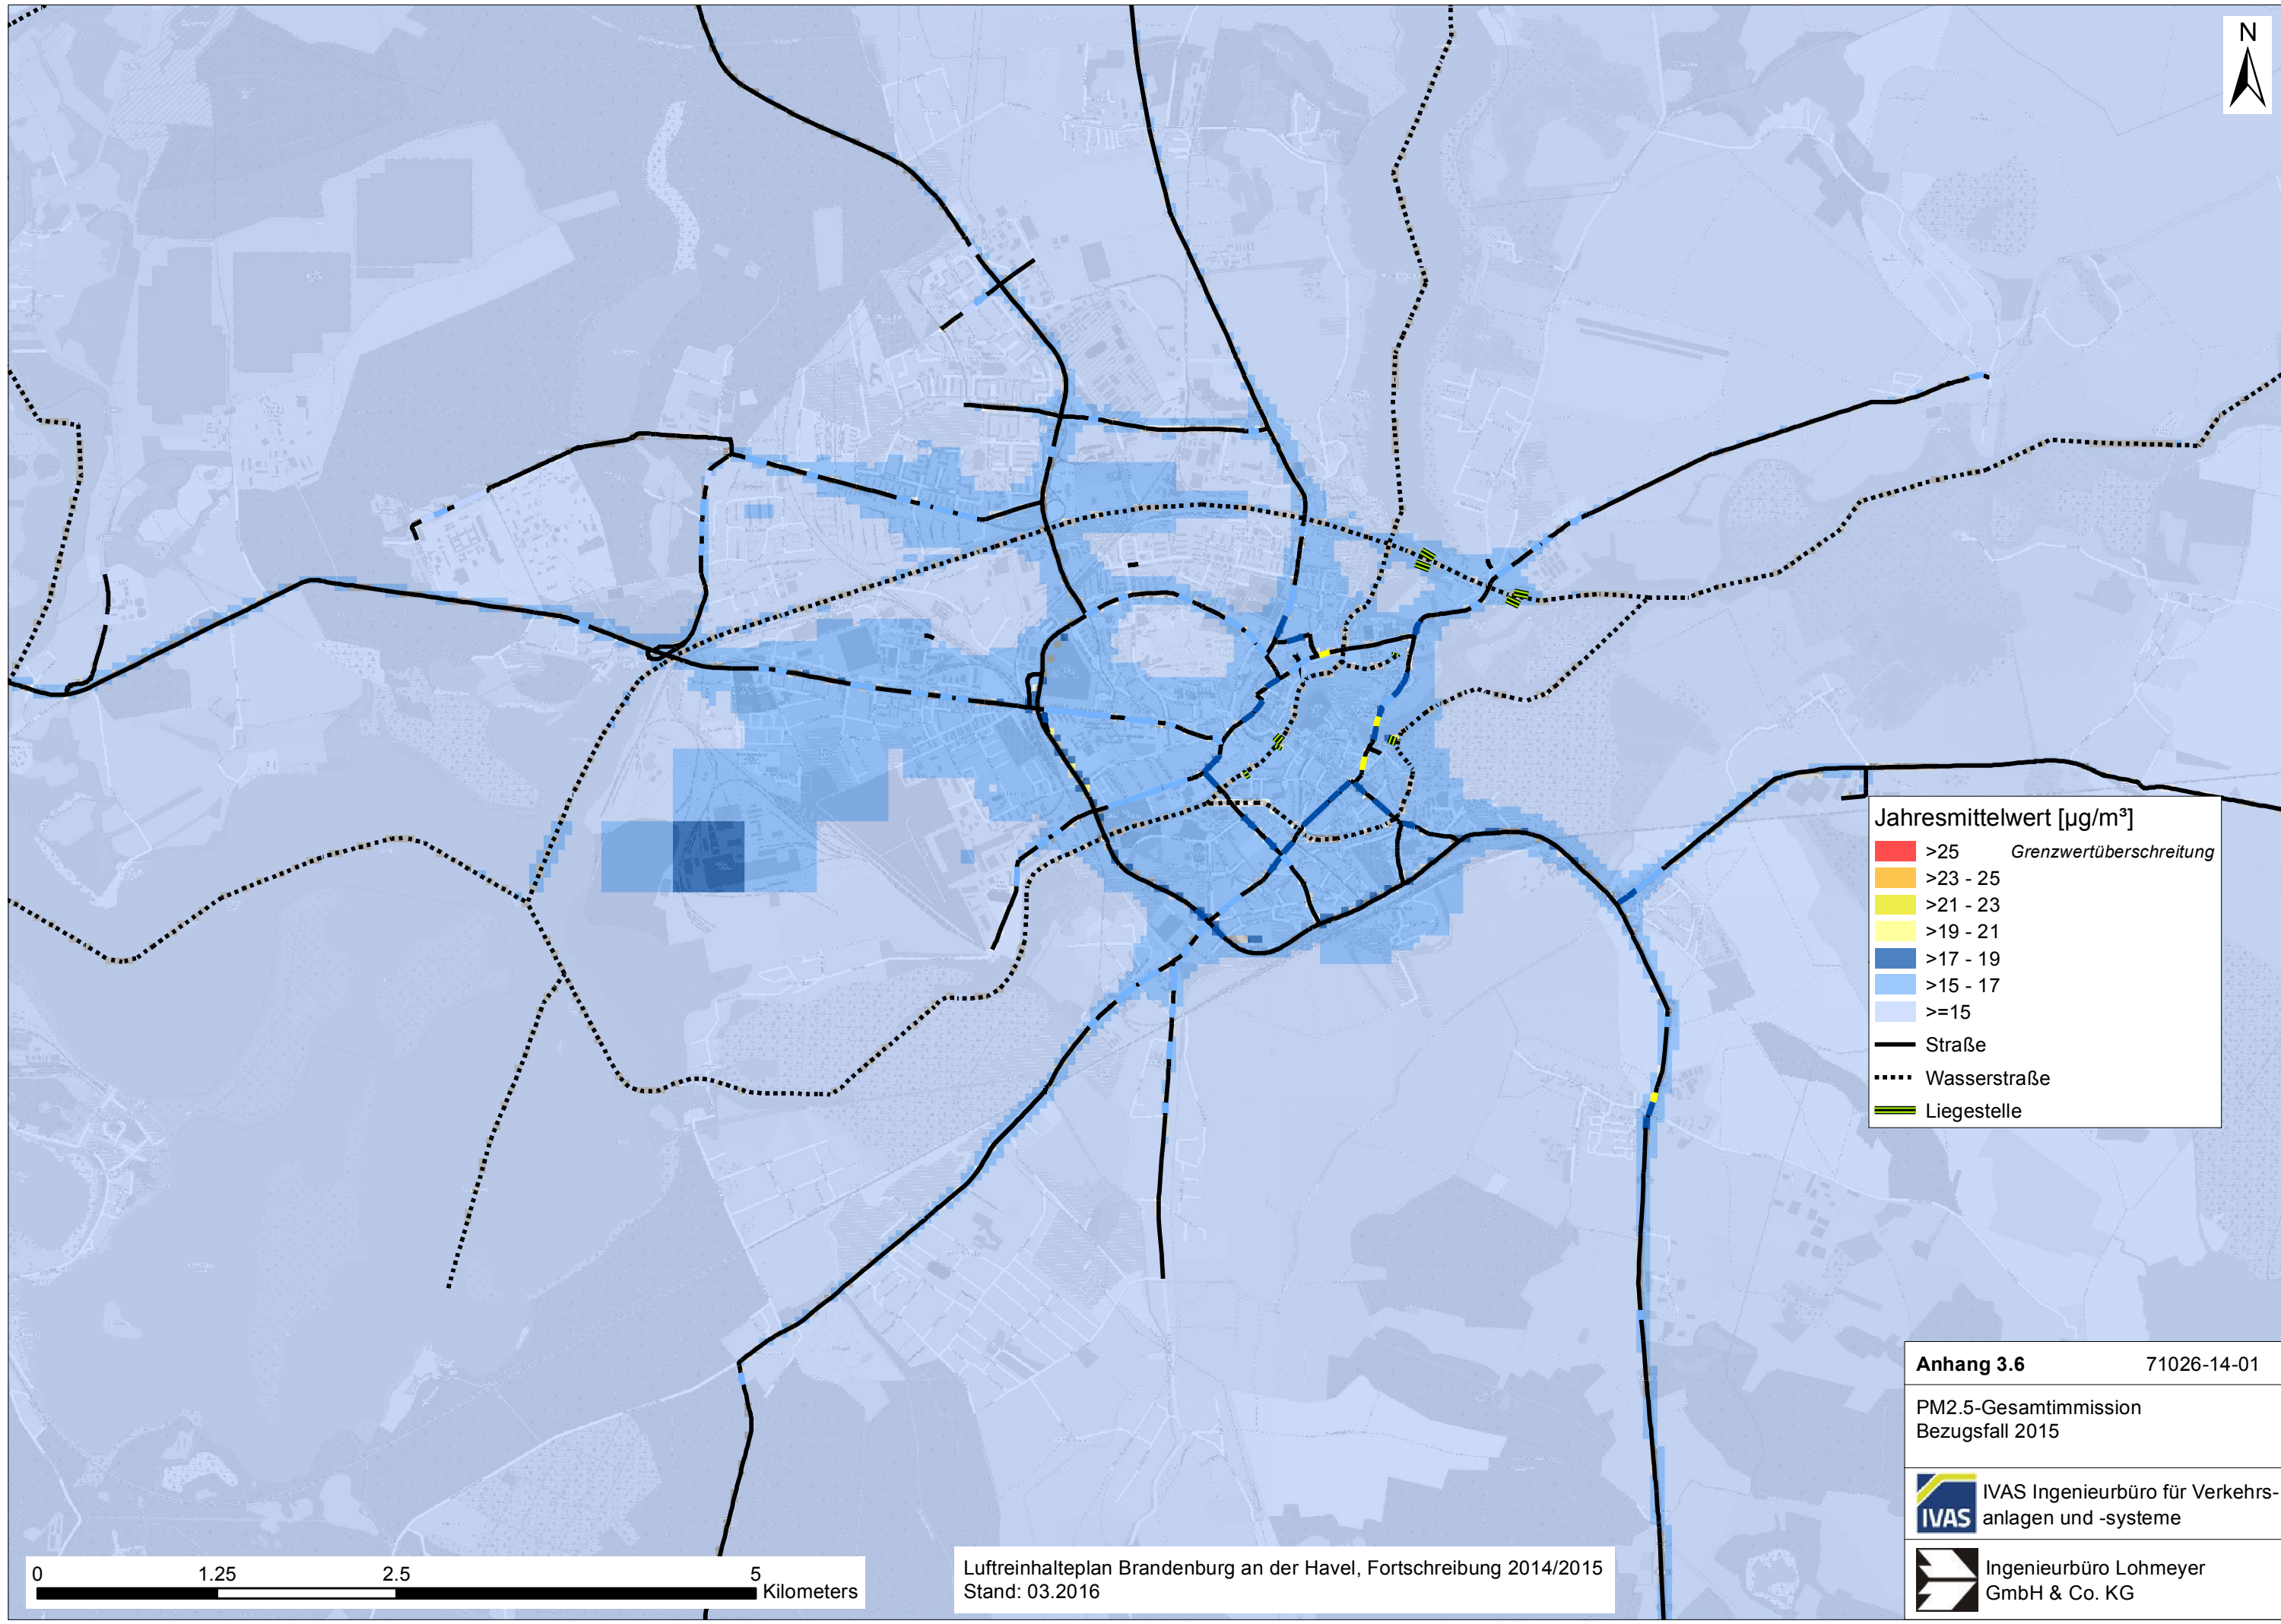 N
Jahresmittelwert [µg/m³]
>25 Grenzwertüberschreitung
>23 - 25
>21 - 23
>19 - 21
>17 - 19
>15 - 17
>=15
Straße
Wasserstraße
Liegestelle
Anhang 3.6 71026-14-01
PM2.5-Gesamtimmission
Bezugsfall 2015
IVAS
IVAS Ingenieurbüro für Verkehrs-
anlagen und -systeme
Ingenieurbüro Lohmeyer
GmbH & Co. KG
0 1.25 2.5 5
Kilometers
Luftreinhalteplan Brandenburg an der Havel, Fortschreibung 2014/2015
Stand: 03.2016